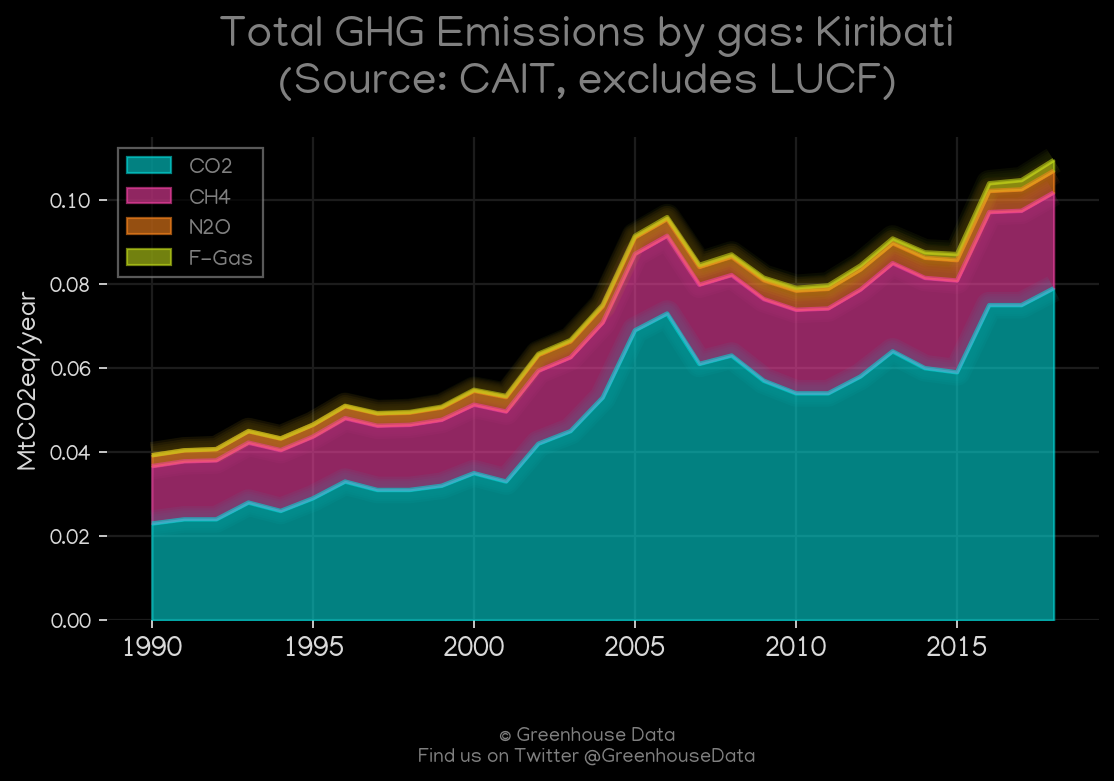 Total GHG Emissions by gas: Kiribati
(Source: CAIT, excludes LUCF)
CO2
CH4
N2O
F-Gas
MtCO2eq/year
0.10
0.08
0.06
0.04
0.02
0.00
1990 1995 2000 2005 2010 2015
© Greenhouse Data
Find us on Twitter @GreenhouseData